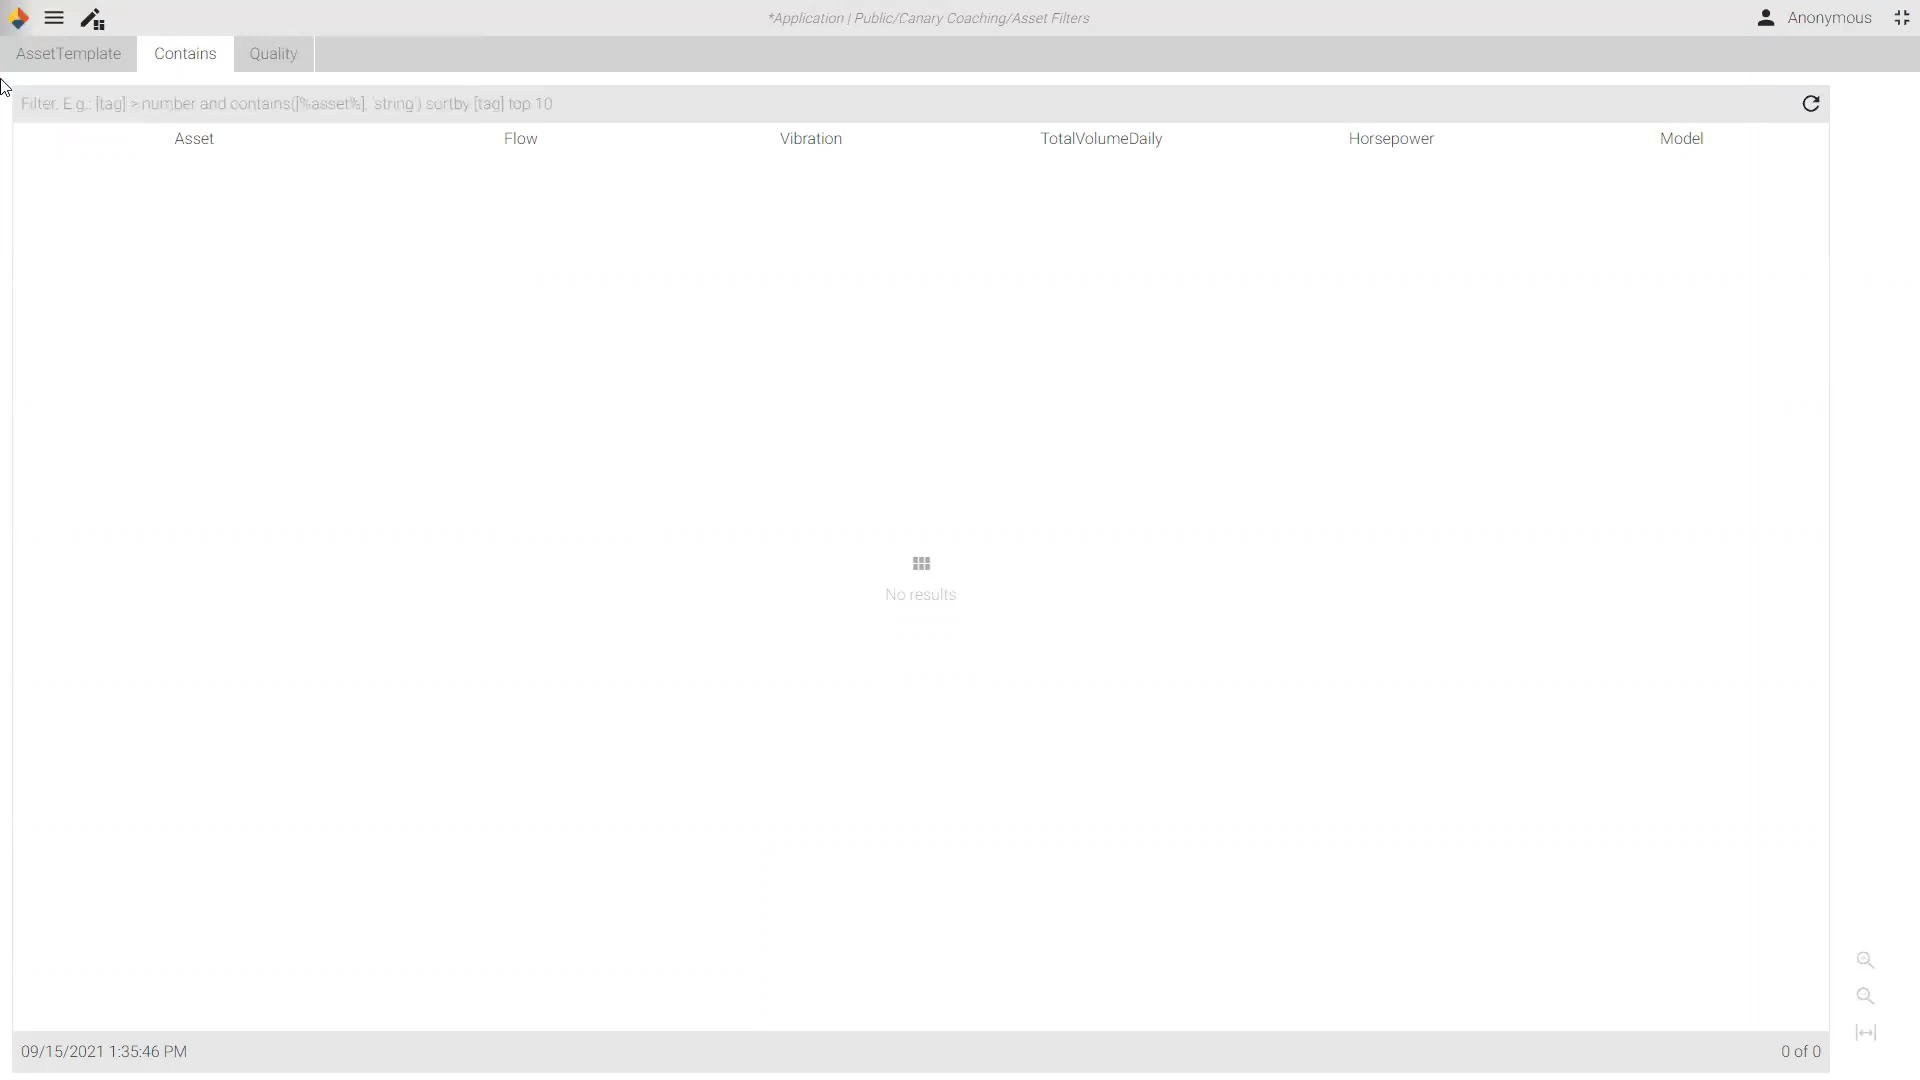 *Application | Public/Canary Coaching/Asset Filters
Anonymous
AssetTemplate
Contains
Quality
Filter. E.g.: [tag] > number and contains([%asset%], 'string') sortby [tag] top 10
Asset
Flow
Vibration
TotalVolumeDaily
Horsepower
Model
No results
09/15/2021 1:35:46 PM
0 of 0